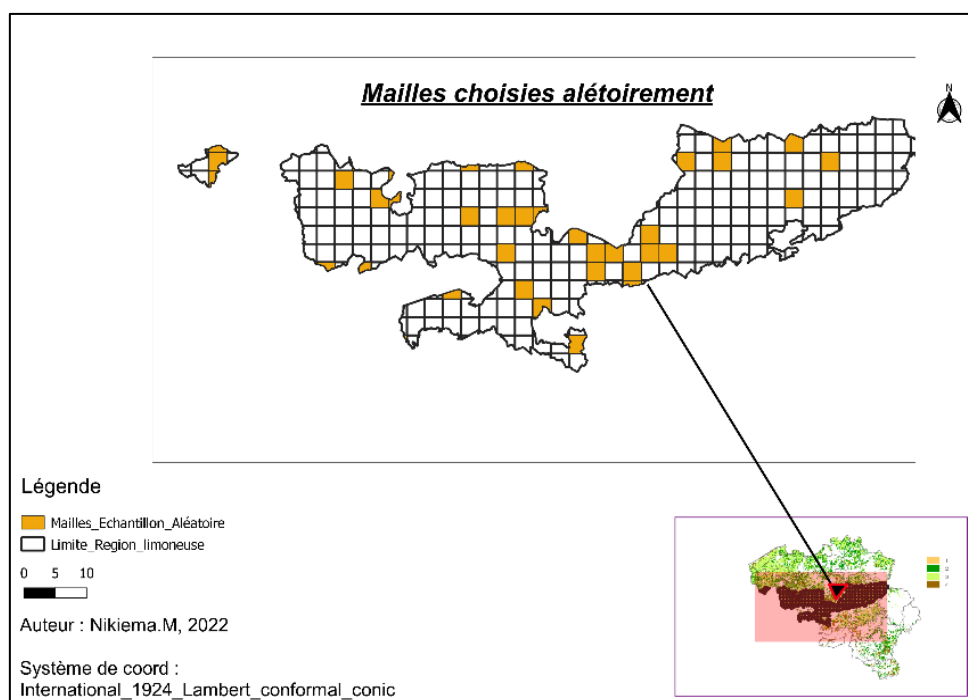 Mailles choisies alétoirement
N
Légende
Mailles_Echantillon_Aléatoire
Limite_Region_limoneuse
0 5 10
Auteur : Nikiema.M, 2022
Système de coord :
International_1924_Lambert_conformal_conic